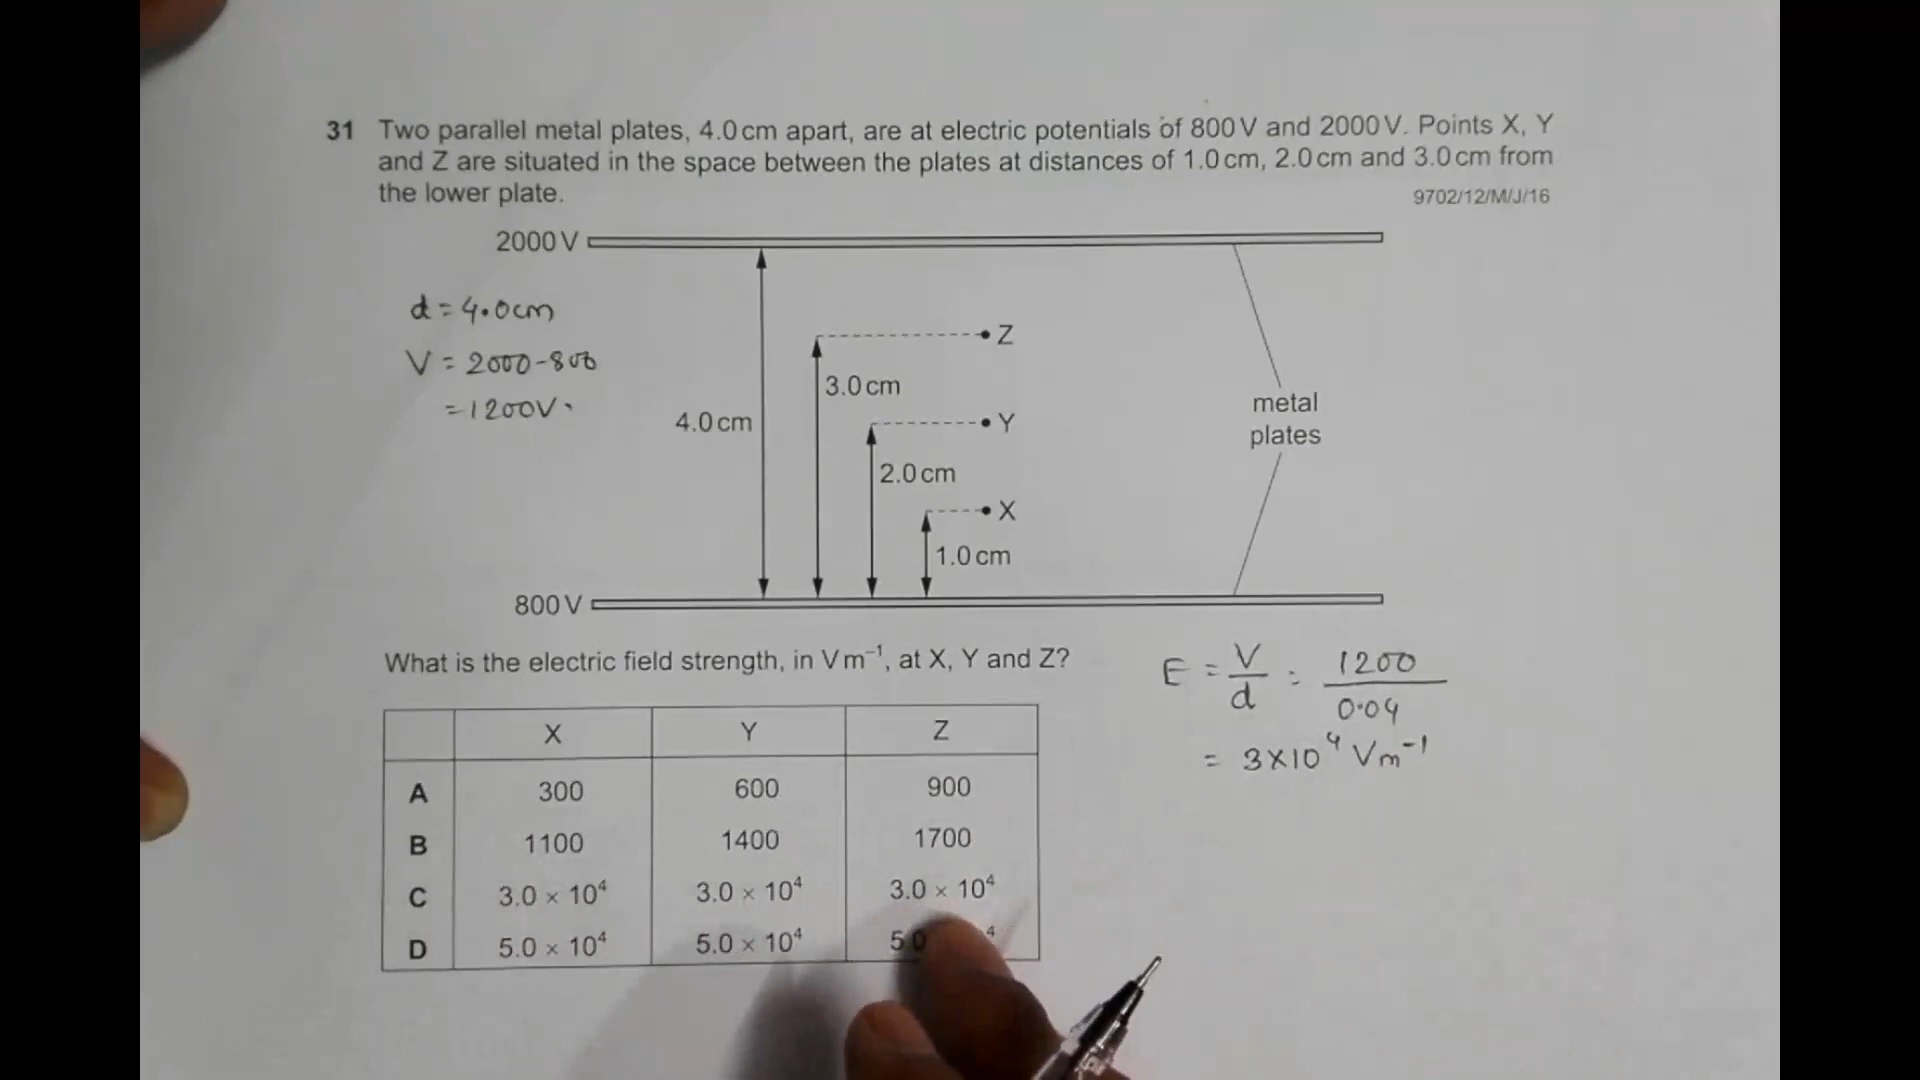 31 Two parallel metal plates, 4.0 cm apart, are at electric potentials of 800 V and 2000 V. Points X, Y
and Z are situated in the space between the plates at distances of 1.0 cm, 2.0 cm and 3.0 cm from
the lower plate.
9702/12/M/J/16
2000 V
d = 4.0cm
V = 2000-800
= 1200V.
Z
3.0 cm
4.0 cm
Y
2.0 cm
X
1.0 cm
metal
plates
800 V
What is the electric field strength, in V m⁻¹, at X, Y and Z?
E = V/d = 1200/0.04
= 3×10⁴ Vm⁻¹
X Y Z
A 300 600 900
B 1100 1400 1700
C 3.0 × 10⁴ 3.0 × 10⁴ 3.0 × 10⁴
D 5.0 × 10⁴ 5.0 × 10⁴ 5.0